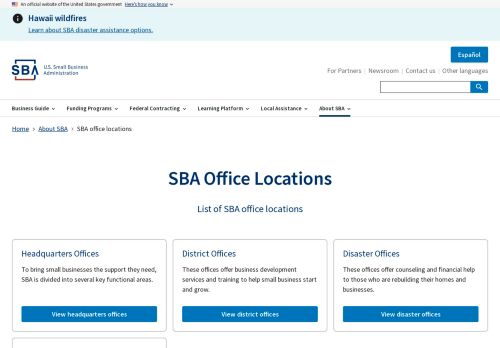 An official website of the United States government Here's how you know
Hawaii wildfires
Learn about SBA disaster assistance options.
Español
SBA U.S. Small Business
Administration
For Partners Newsroom Contact us Other languages
Business Guide Funding Programs Federal Contracting Learning Platform Local Assistance About SBA
Home About SBA SBA office locations
SBA Office Locations
List of SBA office locations
Headquarters Offices
To bring small businesses the support they need,
SBA is divided into several key functional areas.
View headquarters offices
District Offices
These offices offer business development
services and training to help small business start
and grow.
View district offices
Disaster Offices
These offices offer counseling and financial help
to those who are rebuilding their homes and
businesses.
View disaster offices